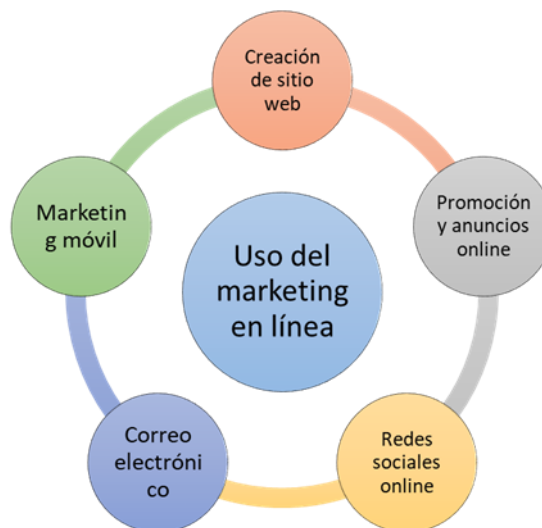 Creación
de sitio
web
Promoción
y anuncios
online
Redes
sociales
online
Correo
electróni
co
Marketin
g móvil
Uso del
marketing
en línea